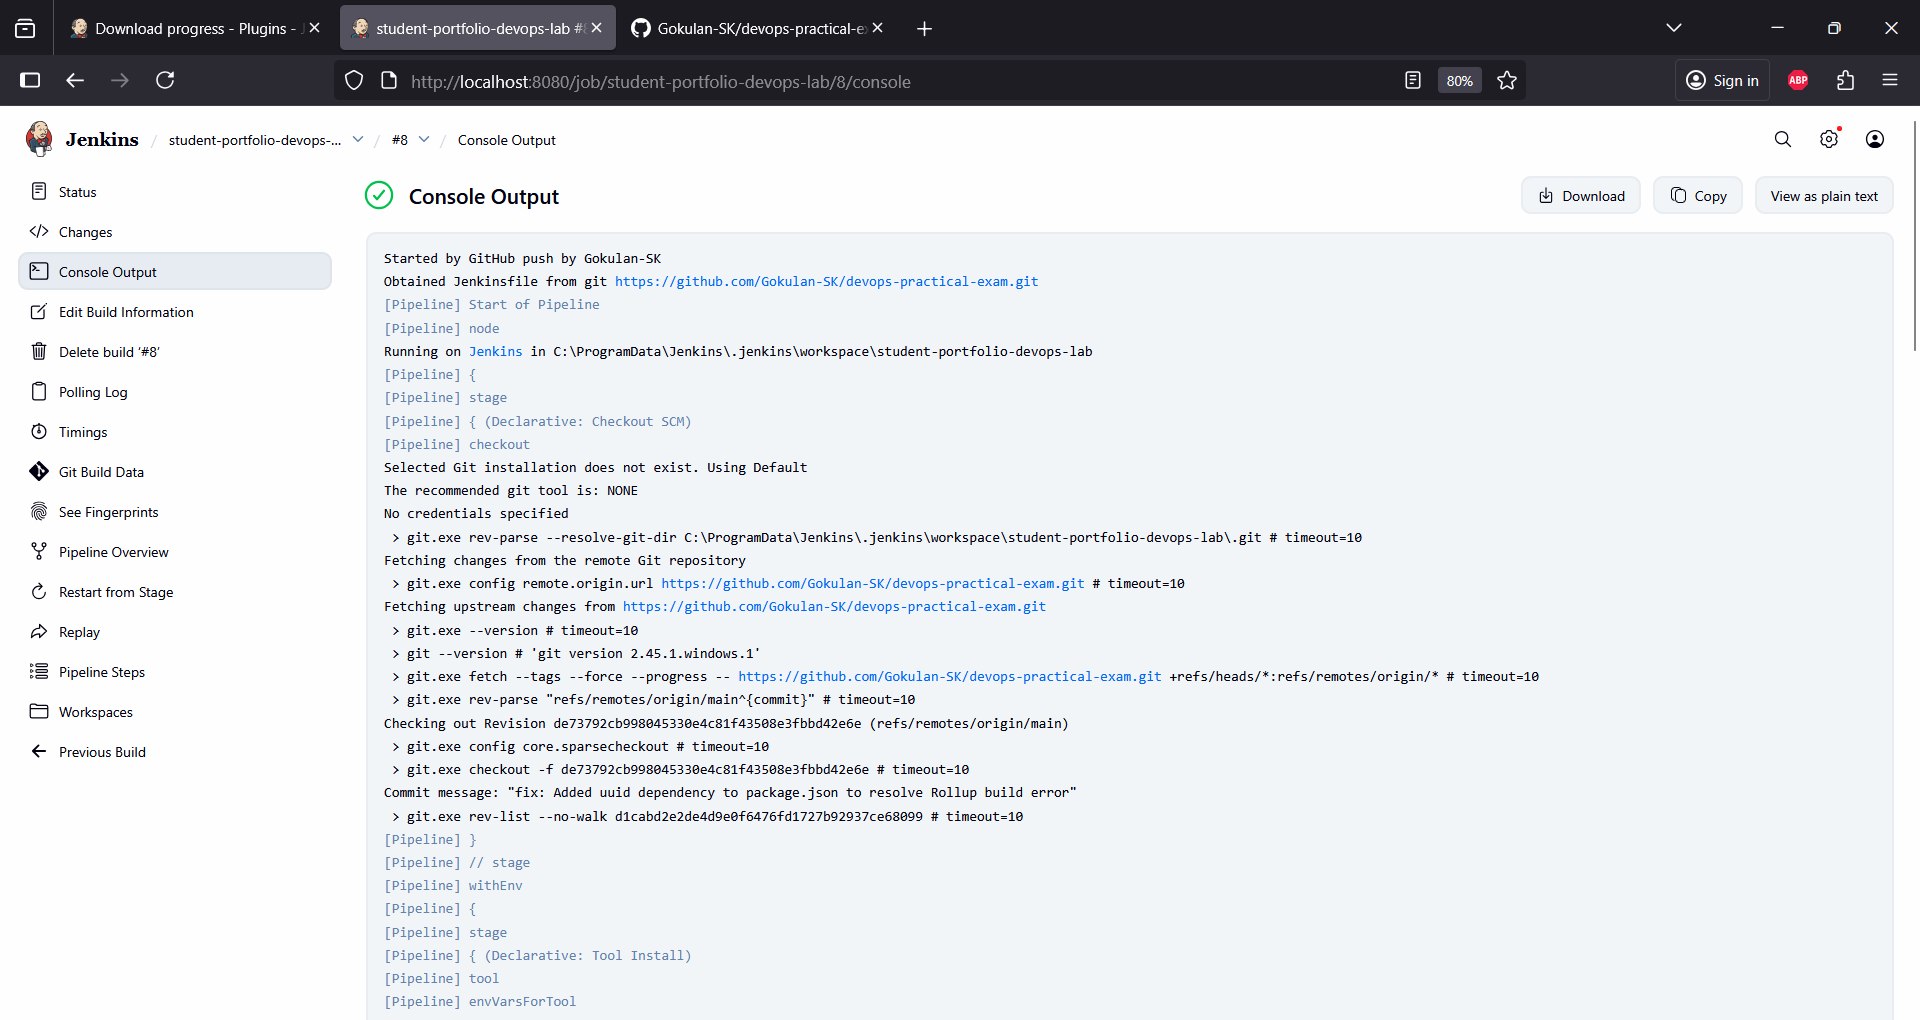 Download progress - Plugins - J
student-portfolio-devops-lab #8
Gokulan-SK/devops-practical-ex
http://localhost:8080/job/student-portfolio-devops-lab/8/console
80%
Sign in
ABP
Jenkins / student-portfolio-devops-... / #8 / Console Output
Status
Changes
Console Output
Edit Build Information
Delete build ‘#8’
Polling Log
Timings
Git Build Data
See Fingerprints
Pipeline Overview
Restart from Stage
Replay
Pipeline Steps
Workspaces
Previous Build
Console Output
Download
Copy
View as plain text
Started by GitHub push by Gokulan-SK
Obtained Jenkinsfile from git https://github.com/Gokulan-SK/devops-practical-exam.git
[Pipeline] Start of Pipeline
[Pipeline] node
Running on Jenkins in C:\ProgramData\Jenkins\.jenkins\workspace\student-portfolio-devops-lab
[Pipeline] {
[Pipeline] stage
[Pipeline] { (Declarative: Checkout SCM)
[Pipeline] checkout
Selected Git installation does not exist. Using Default
The recommended git tool is: NONE
No credentials specified
> git.exe rev-parse --resolve-git-dir C:\ProgramData\Jenkins\.jenkins\workspace\student-portfolio-devops-lab\.git # timeout=10
Fetching changes from the remote Git repository
> git.exe config remote.origin.url https://github.com/Gokulan-SK/devops-practical-exam.git # timeout=10
Fetching upstream changes from https://github.com/Gokulan-SK/devops-practical-exam.git
> git.exe --version # timeout=10
> git --version # 'git version 2.45.1.windows.1'
> git.exe fetch --tags --force --progress -- https://github.com/Gokulan-SK/devops-practical-exam.git +refs/heads/*:refs/remotes/origin/* # timeout=10
> git.exe rev-parse "refs/remotes/origin/main^{commit}" # timeout=10
Checking out Revision de73792cb998045330e4c81f43508e3fbbd42e6e (refs/remotes/origin/main)
> git.exe config core.sparsecheckout # timeout=10
> git.exe checkout -f de73792cb998045330e4c81f43508e3fbbd42e6e # timeout=10
Commit message: "fix: Added uuid dependency to package.json to resolve Rollup build error"
> git.exe rev-list --no-walk d1cabd2e2de4d9e0f6476fd1727b92937ce68099 # timeout=10
[Pipeline] }
[Pipeline] // stage
[Pipeline] withEnv
[Pipeline] {
[Pipeline] stage
[Pipeline] { (Declarative: Tool Install)
[Pipeline] tool
[Pipeline] envVarsForTool